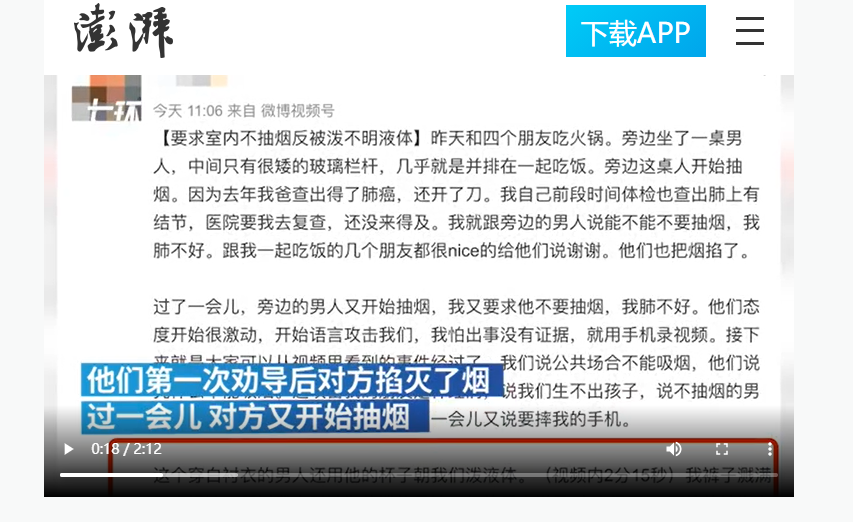 澎湃
下载APP
今天 11:06 来自 微博视频号
【要求室内不抽烟反被泼不明液体】昨天和四个朋友吃火锅。旁边坐了一桌男
人，中间只有很矮的玻璃栏杆，几乎就是并排在一起吃饭。旁边这桌人开始抽
烟。因为去年我爸查出得了肺癌，还开了刀。我自己前段时间体检也查出肺上有
结节，医院要我去复查，还没来得及。我就跟旁边的男人说能不能不要抽烟，我
肺不好。跟我一起吃饭的几个朋友都很nice的给他们说谢谢。他们也把烟掐了。
过了一会儿，旁边的男人又开始抽烟，我又要求他不要抽烟，我肺不好。他们态
度开始很激动，开始语言攻击我们，我怕出事没有证据，就用手机录视频。接下
来就是大家可以从视频里看到的事件经过了。我们说公共场合不能吸烟，他们说
他们第一次劝导后对方掐灭了烟
说我们生不出孩子，说不抽烟的男
过一会儿 对方又开始抽烟
一会儿又说要摔我的手机。
0:18 / 2:12
这个穿白衬衣的男人还用他的杯子朝我们泼液体。（视频内2分15秒）我裤子溅满